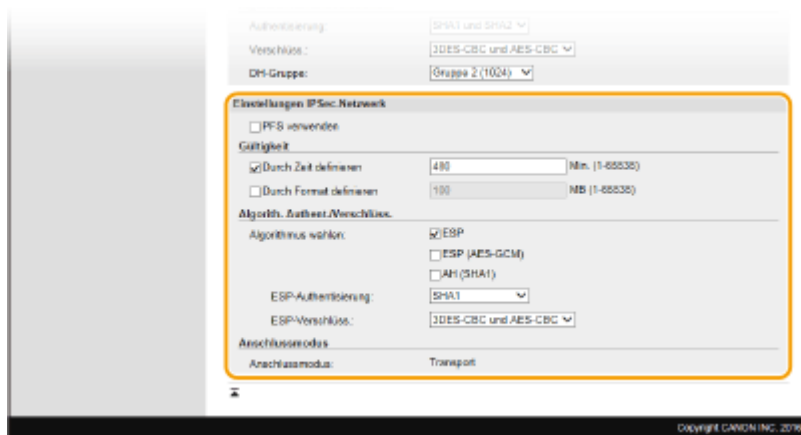 Authentisierung: SHA1 und SHA2
Verschlüss.: 3DES-CBC und AES-CBC
DH-Gruppe: Gruppe 2 (1024)
Einstellungen IPSec.Netzwerk
PFS verwenden
Gültigkeit
Durch Zeit definieren 480 Min. (1-65535)
Durch Format definieren 100 MB (1-65535)
Algorith. Authent./Verschlüss.
Algorithmus wählen: ESP
ESP (AES-GCM)
AH (SHA1)
ESP-Authentisierung: SHA1
ESP-Verschlüss.: 3DES-CBC und AES-CBC
Anschlussmodus
Anschlussmodus: Transport
Copyright CANON INC. 2016